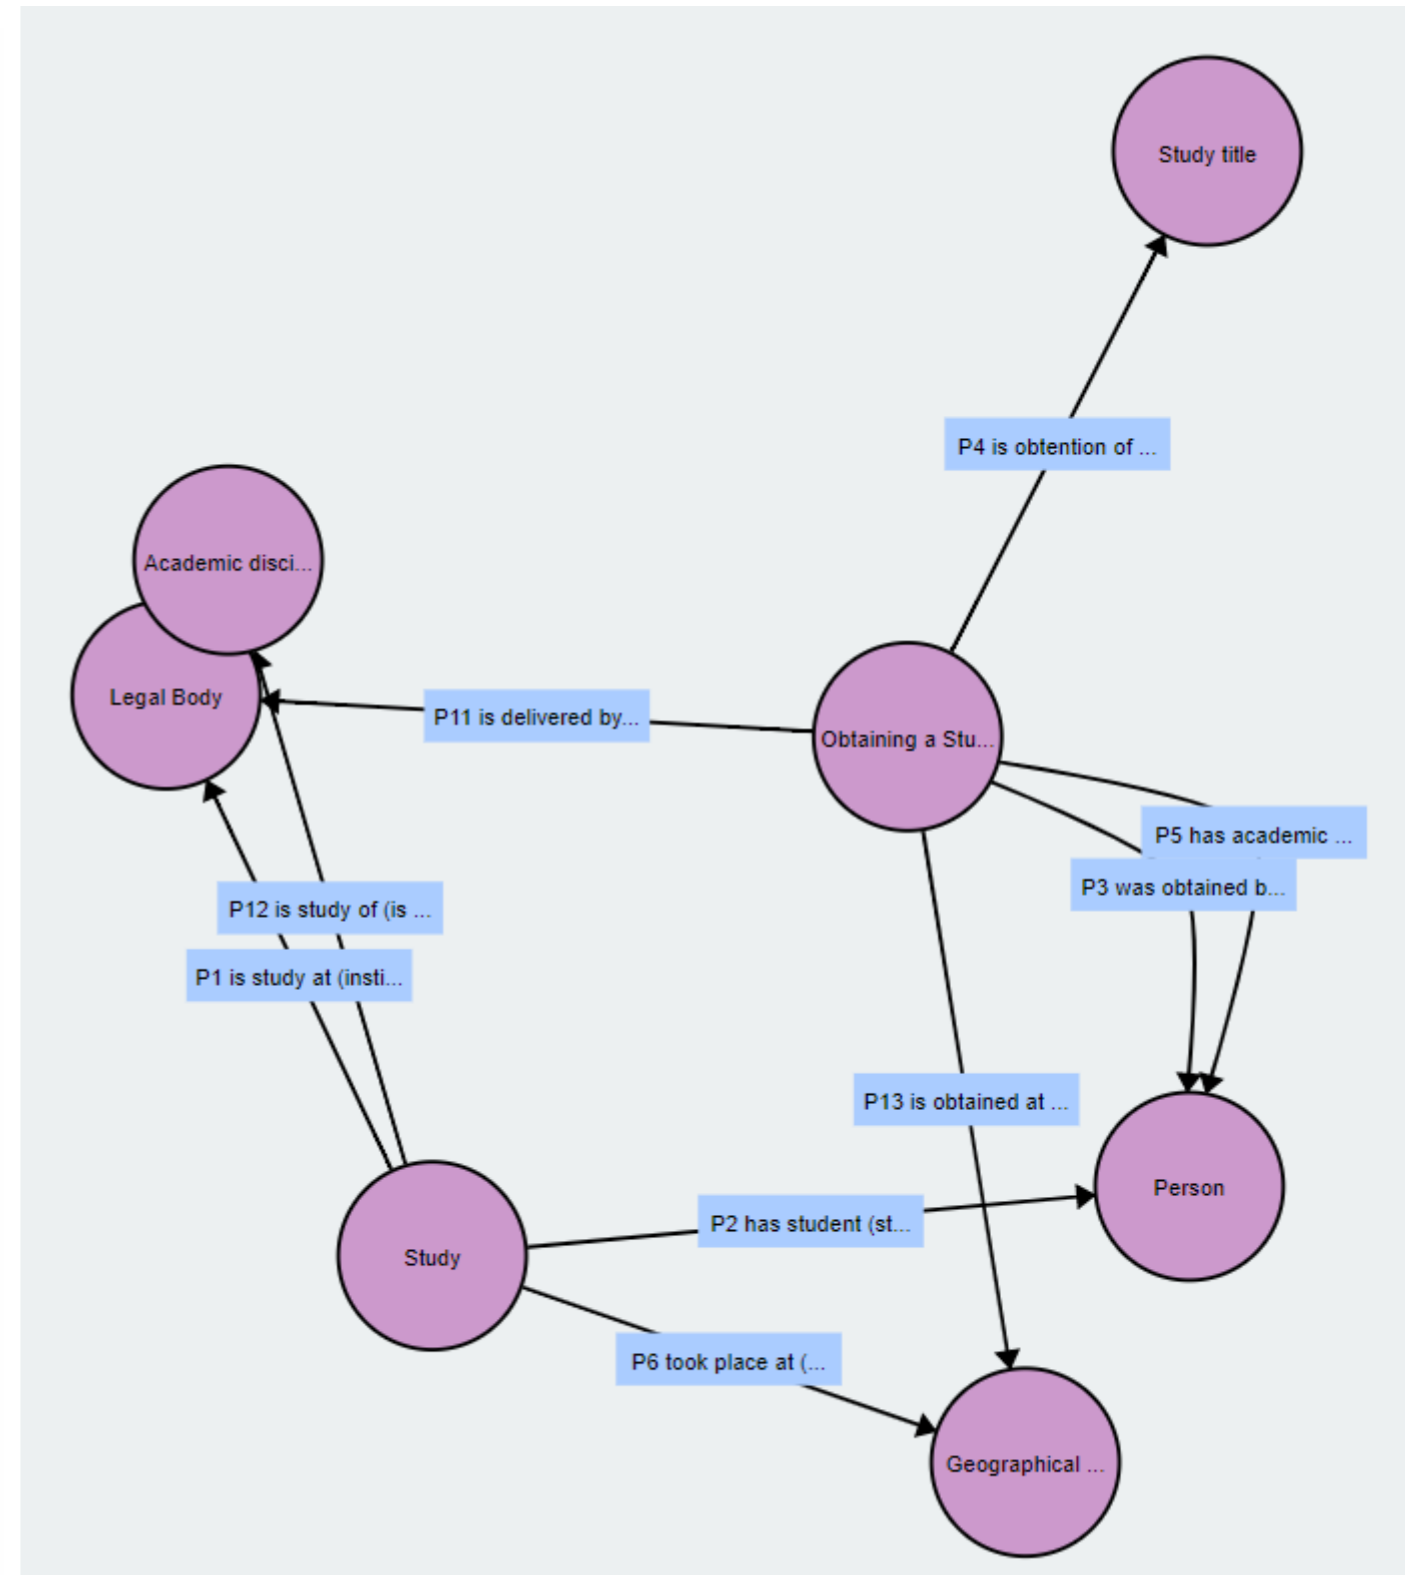 Study title
P4 is obtention of ...
Academic disci...
Legal Body
P11 is delivered by...
Obtaining a Stu...
P5 has academic ...
P3 was obtained b...
P12 is study of (is ...
P1 is study at (insti...
P13 is obtained at ...
Person
P2 has student (st...
Study
P6 took place at (...
Geographical ...